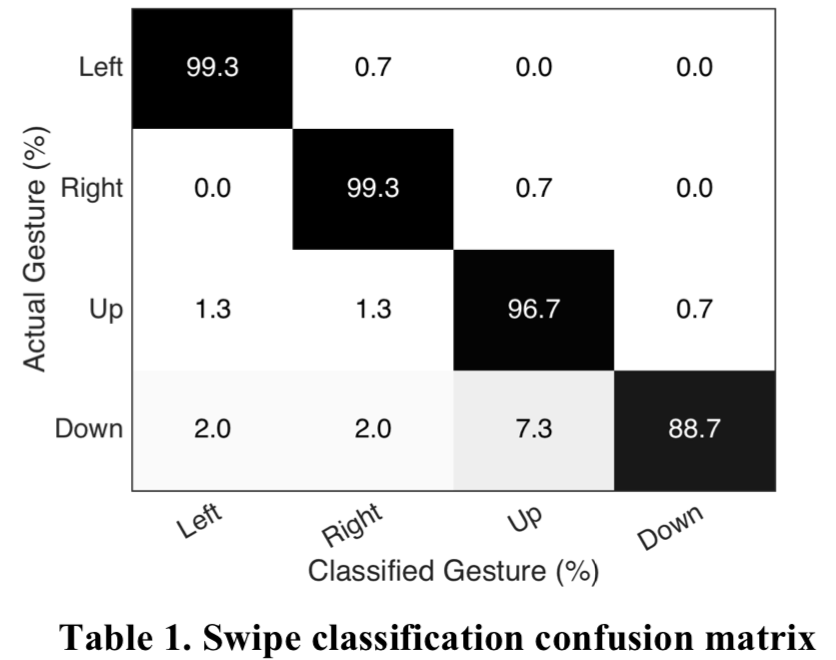 Left 99.3 0.7 0.0 0.0
Right 0.0 99.3 0.7 0.0
Up 1.3 1.3 96.7 0.7
Down 2.0 2.0 7.3 88.7
Actual Gesture (%)
Left Right Up Down
Classified Gesture (%)
Table 1. Swipe classification confusion matrix